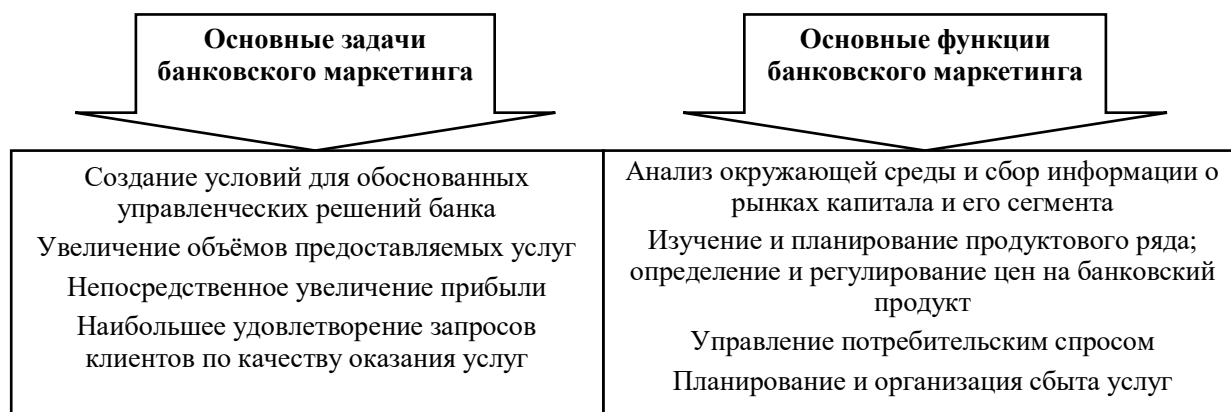 Основные задачи
банковского маркетинга
Создание условий для обоснованных
управленческих решений банка
Увеличение объёмов предоставляемых услуг
Непосредственное увеличение прибыли
Наибольшее удовлетворение запросов
клиентов по качеству оказания услуг
Основные функции
банковского маркетинга
Анализ окружающей среды и сбор информации о
рынках капитала и его сегмента
Изучение и планирование продуктового ряда;
определение и регулирование цен на банковский
продукт
Управление потребительским спросом
Планирование и организация сбыта услуг